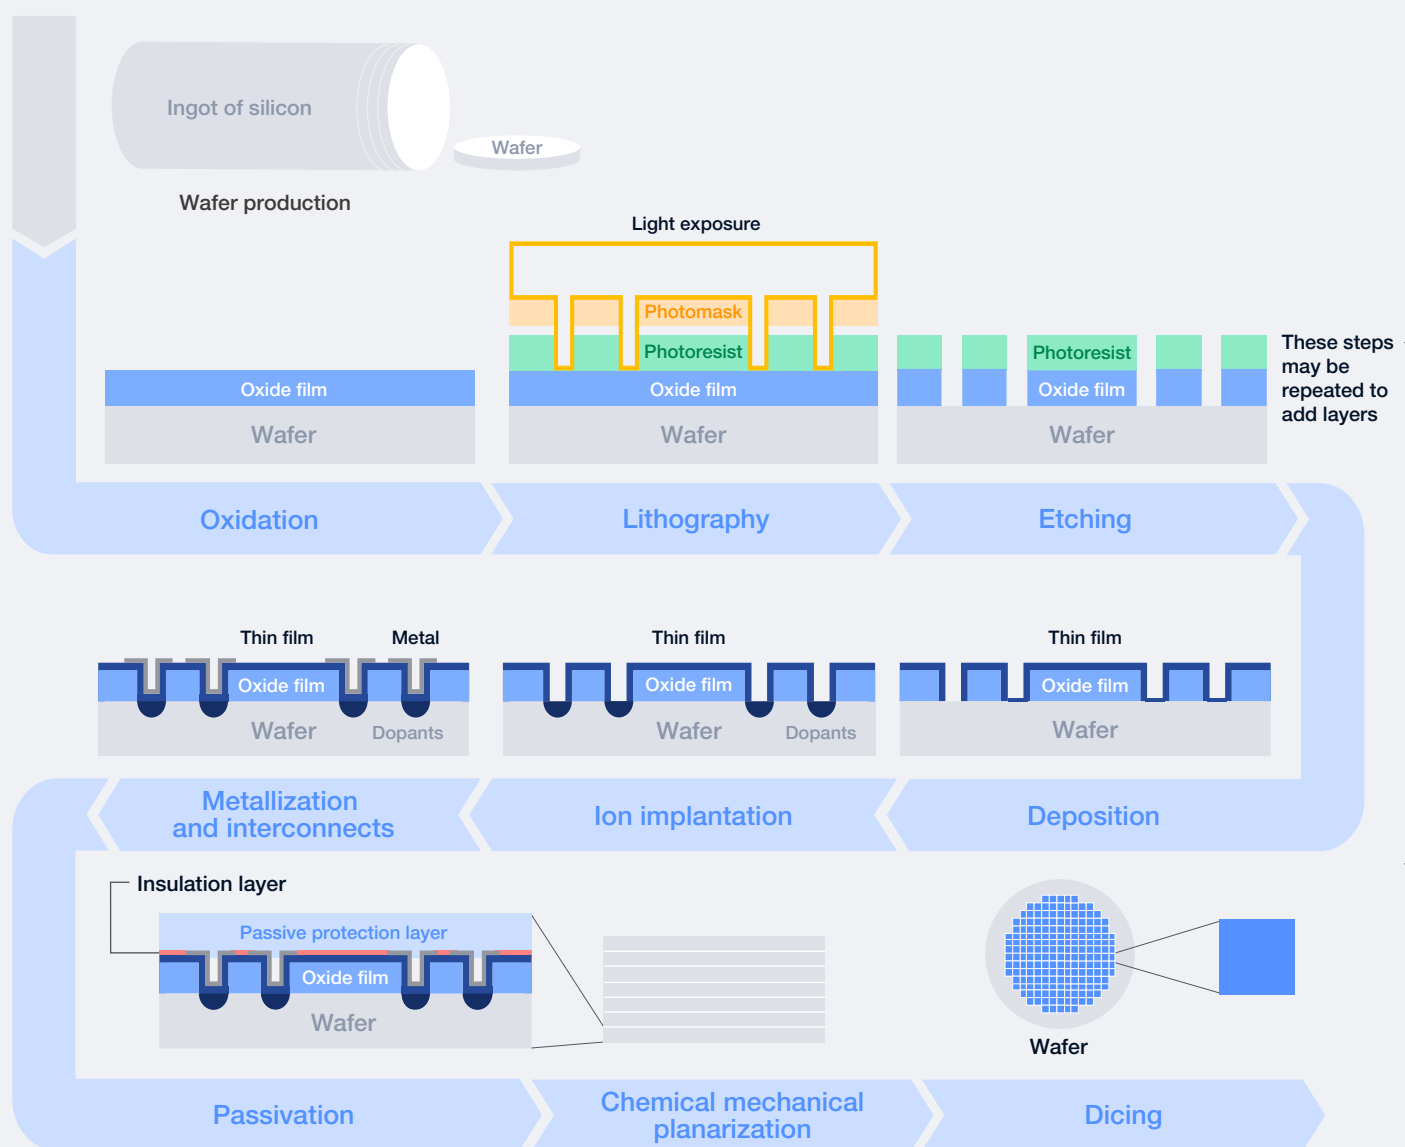 Ingot of silicon
Wafer
Wafer production
Light exposure
Photomask
Photoresist
Oxide film
Wafer
Oxide film
Wafer
Photoresist
Oxide film
Wafer
These steps
may be
repeated to
add layers
Oxidation
Lithography
Etching
Thin film
Metal
Oxide film
Wafer
Dopants
Thin film
Oxide film
Wafer
Dopants
Thin film
Oxide film
Wafer
Metallization
and interconnects
Ion implantation
Deposition
Insulation layer
Passive protection layer
Oxide film
Wafer
Wafer
Passivation
Chemical mechanical
planarization
Dicing